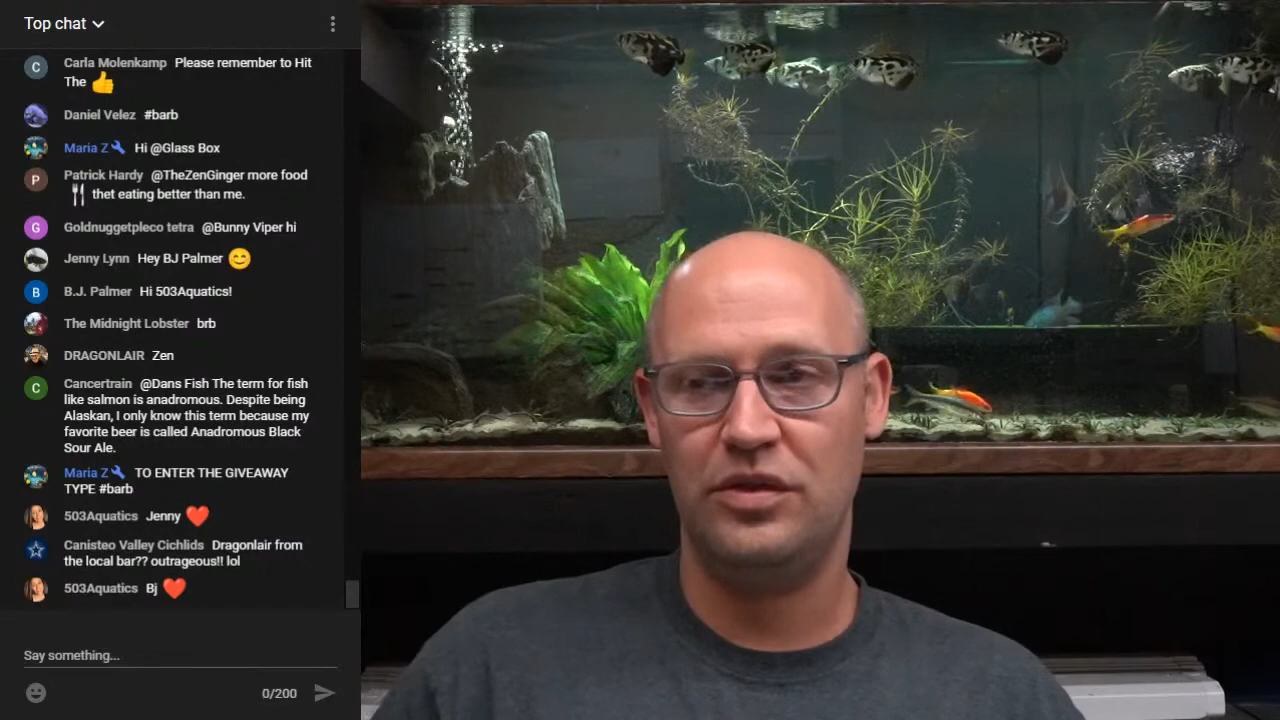 Top chat
Carla Molenkamp Please remember to Hit
The 👍
Daniel Velez #barb
Maria Z Hi @Glass Box
Patrick Hardy @TheZenGinger more food
🍴 thet eating better than me.
Goldnuggetpleco tetra @Bunny Viper hi
Jenny Lynn Hey BJ Palmer 😊
B.J. Palmer Hi 503Aquatics!
The Midnight Lobster brb
DRAGONLAIR Zen
Cancertrain @Dans Fish The term for fish
like salmon is anadromous. Despite being
Alaskan, I only know this term because my
favorite beer is called Anadromous Black
Sour Ale.
Maria Z TO ENTER THE GIVEAWAY
TYPE #barb
503Aquatics Jenny ❤️
Canisteo Valley Cichlids Dragonlair from
the local bar?? outrageous!! lol
503Aquatics Bj ❤️
Say something...
0/200
C
P
G
B
C